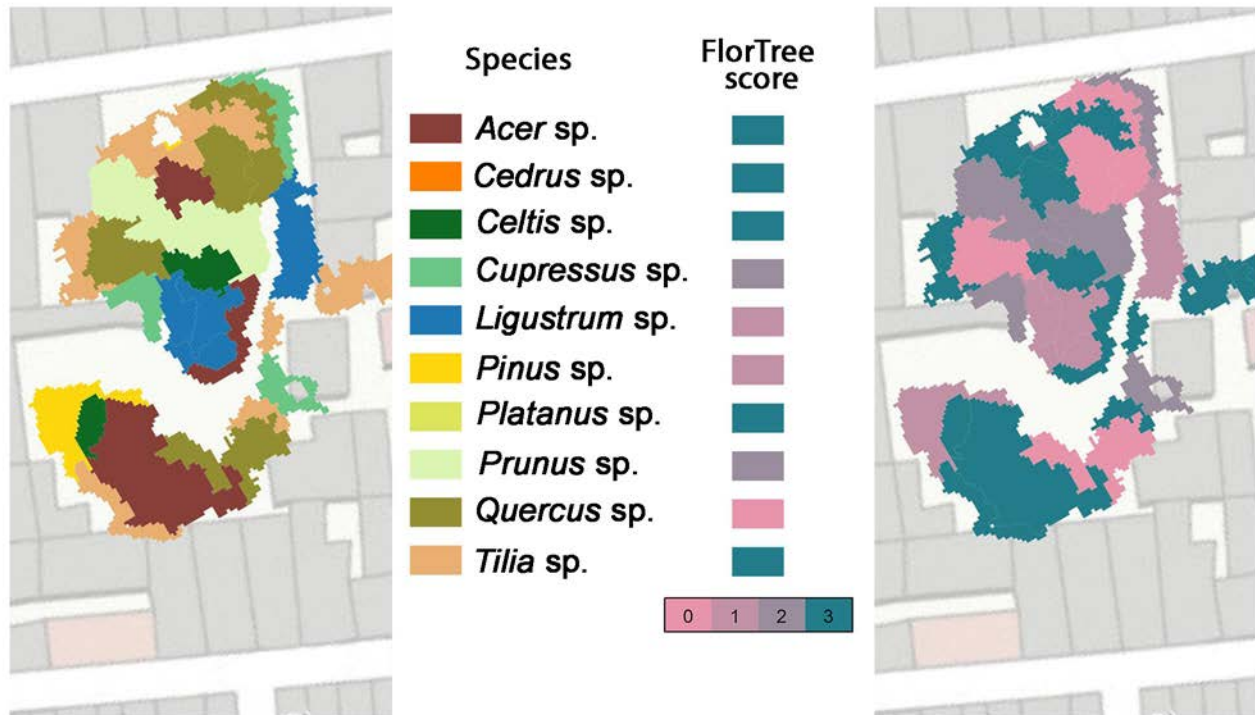 Species
FlorTree
score
Acer sp.
Cedrus sp.
Celtis sp.
Cupressus sp.
Ligustrum sp.
Pinus sp.
Platanus sp.
Prunus sp.
Quercus sp.
Tilia sp.
0 1 2 3